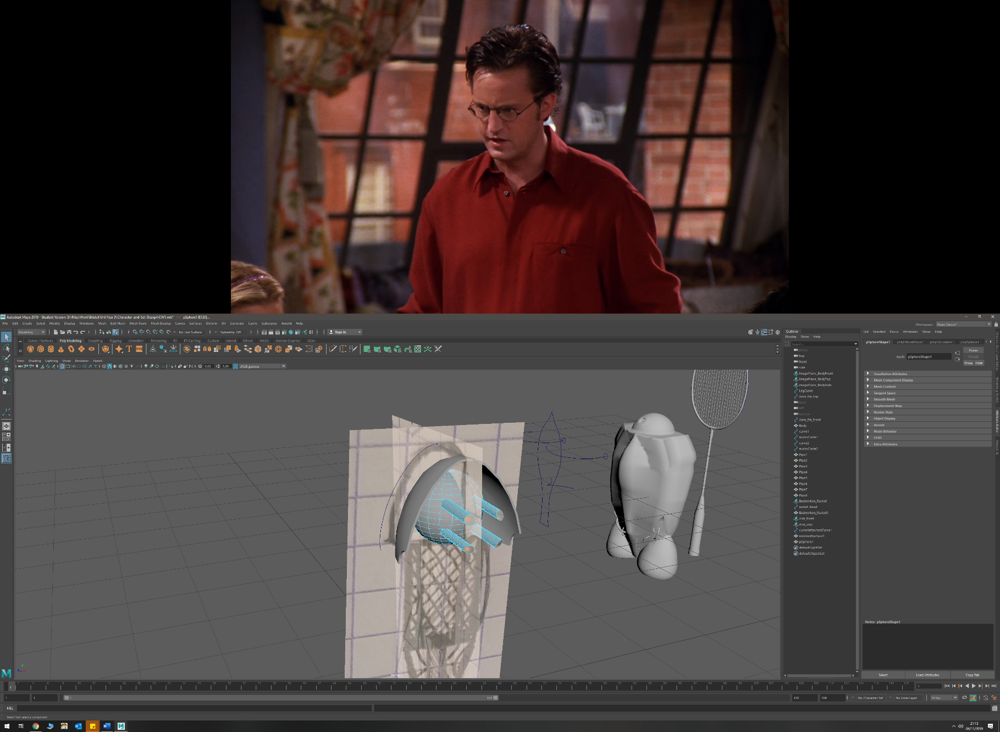 Autodesk Maya 2019 - Student Version: D:\Files\Work\Bristol Uni\Year 3\Character-and-Set-Design\CW1.mb* --- pSphere1.f[120]...
File Edit Create Select Modify Display Windows Mesh Edit Mesh Mesh Tools Mesh Display Curves Surfaces Deform UV Generate Cache Substance Arnold Help
Workspace: Maya Classic*
Modeling No Live Surface Symmetry: Off Sign In
Curves / Surfaces Poly Modeling Sculpting Rigging Animation Rendering FX FX Caching Custom Arnold Bifrost MASH Motion Graphics XGen
View Shading Lighting Show Renderer Panels
0.00 1.00 sRGB gamma
Outliner
Display Show Help
Search...
persp
top
front
side
ImagePlane_BodyFront
ImagePlane_BodyTop
ImagePlane_BodySide
LegCurve
Aero_fin_top
back
left
bottom
Aero_fin_front
Body
curve1
nurbsCircle1
curve2
nurbsCircle2
Pipe1
Pipe2
Pipe3
Pipe4
Pipe5
Pipe6
Pipe7
Pipe8
Badminton_Racket
racket_head
Badminton_Racket1
Arm_front
Arm_side
curve4attachedCurve1
revolvedSurface1
pSphere1
defaultLightSet
defaultObjectSet
List Selected Focus Attributes Show Help
pSphereShape1 polyExtrudeFace2 polyCircularize1 polySphere1
mesh: pSphereShape1
Focus
Presets
Show Hide
Tessellation Attributes
Mesh Component Display
Mesh Controls
Tangent Space
Smooth Mesh
Displacement Map
Render Stats
Object Display
Arnold
Node Behavior
UUID
Extra Attributes
Notes: pSphereShape1
Select Load Attributes Copy Tab
Attribute Editor
1 1 1 120 120 200 No Character Set No Anim Layer 24 fps
MEL
Select Tool: select a component
21:15
04/11/2019